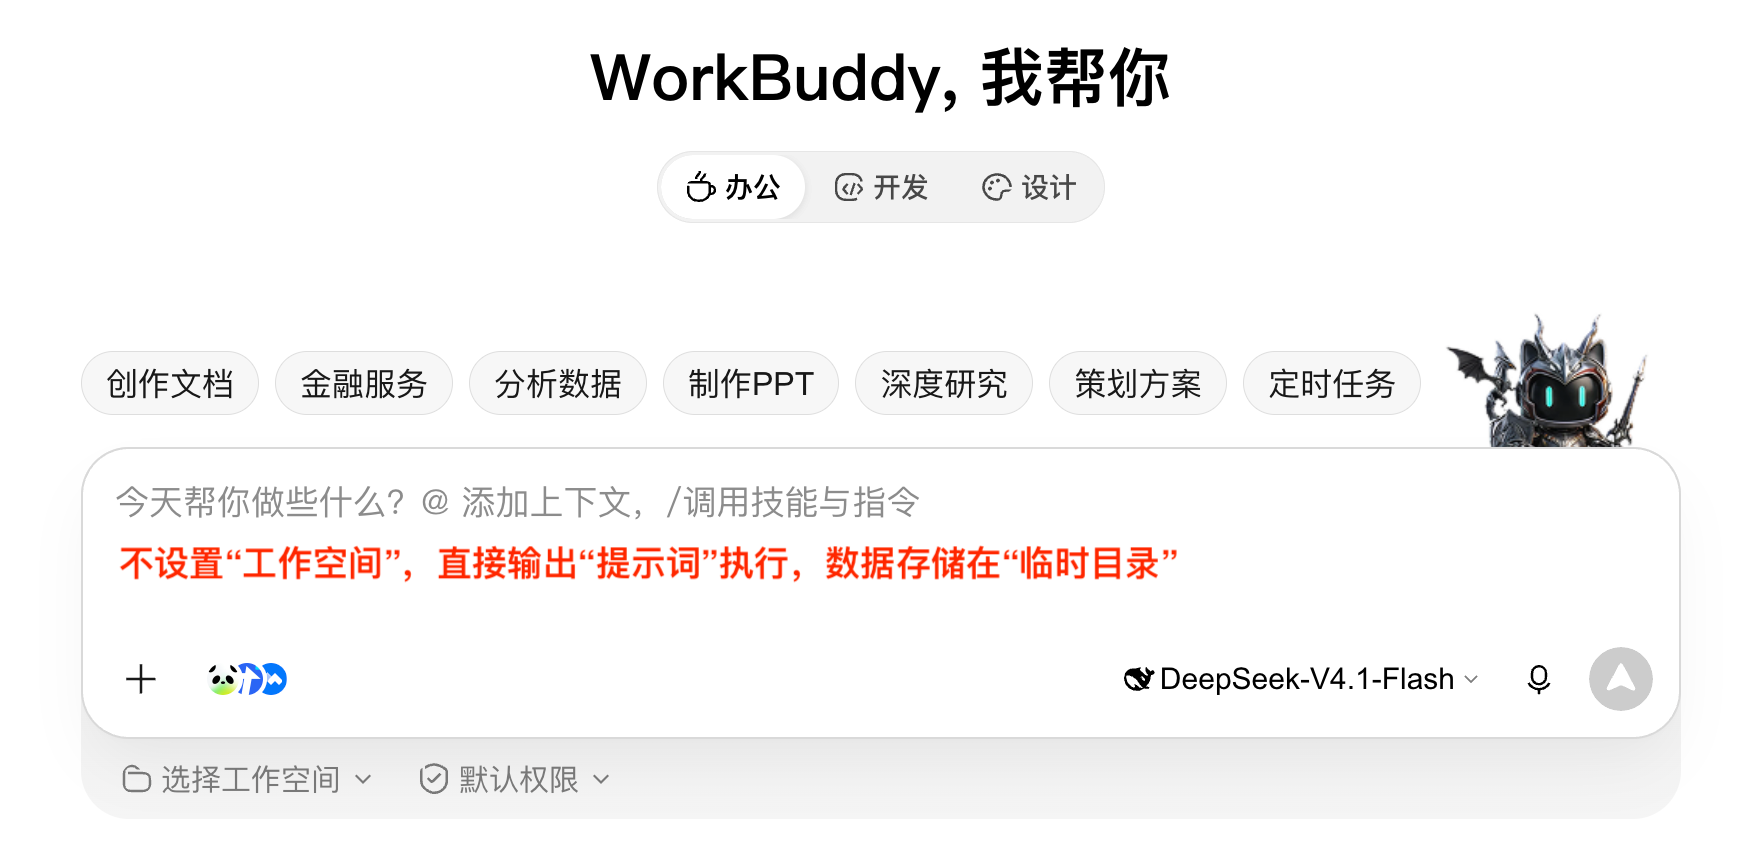 WorkBuddy, 我帮你
办公 开发 设计
创作文档 金融服务 分析数据 制作PPT 深度研究 策划方案 定时任务
今天帮你做些什么？@ 添加上下文，/调用技能与指令
不设置“工作空间”，直接输出“提示词”执行，数据存储在“临时目录”
DeepSeek-V4.1-Flash
选择工作空间 默认权限